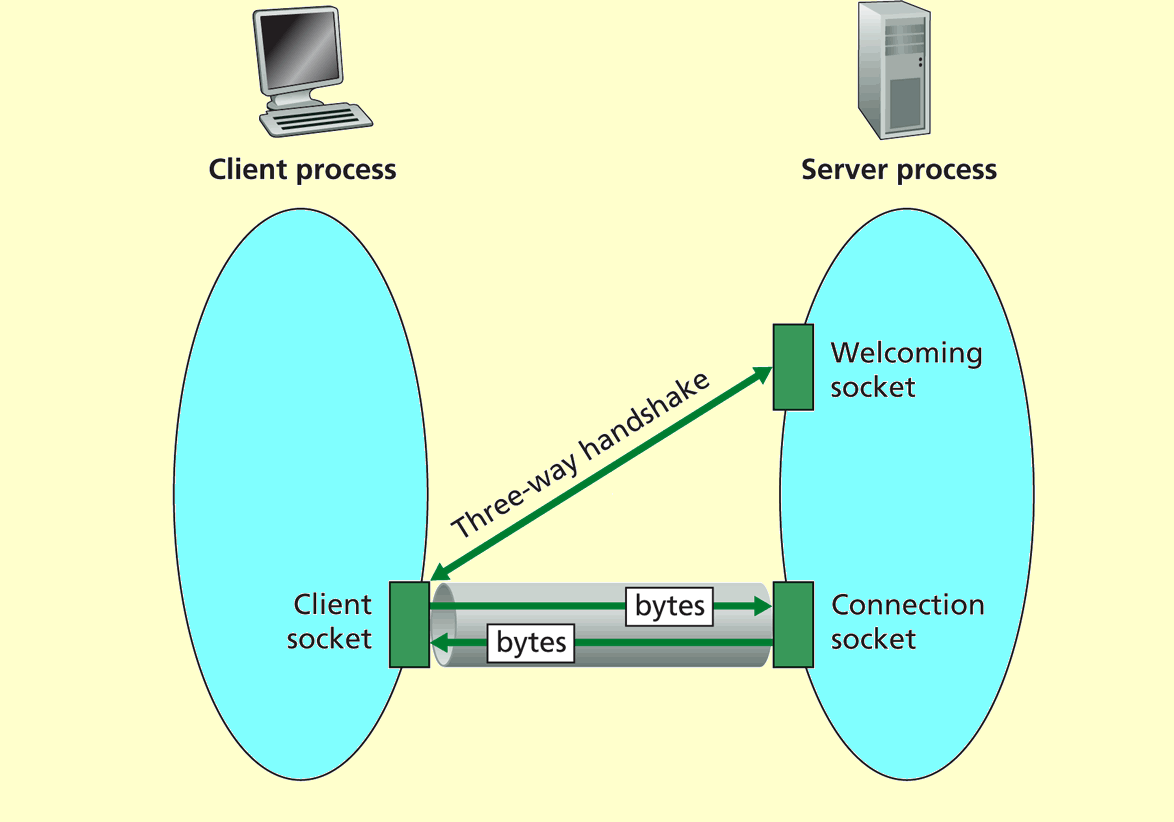 Client process
Server process
Welcoming
socket
Three-way handshake
Client
socket
bytes
bytes
Connection
socket